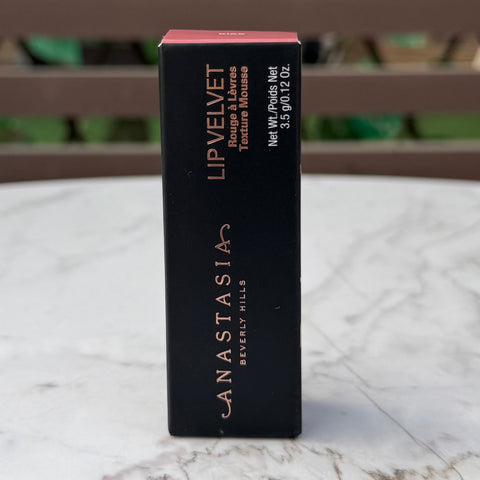 LIP VELVET
Rouge à Lèvres
Texture Mousse
Net Wt./Poids Net
3.5 g/0.12 Oz.
ANASTASIA
BEVERLY HILLS